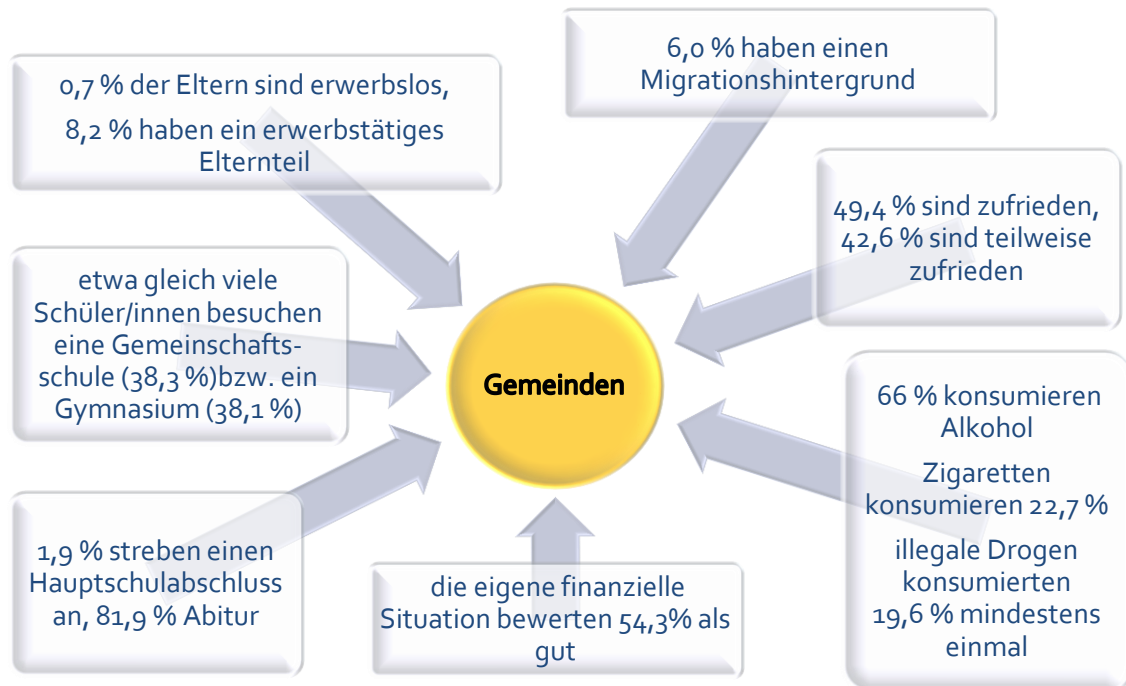 0,7 % der Eltern sind erwerbslos,
8,2 % haben ein erwerbstätiges
Elternteil
6,0 % haben einen
Migrationshintergrund
49,4 % sind zufrieden,
42,6 % sind teilweise
zufrieden
etwa gleich viele
Schüler/innen besuchen
eine Gemeinschafts-
schule (38,3 %)bzw. ein
Gymnasium (38,1 %)
Gemeinden
66 % konsumieren
Alkohol
Zigaretten
konsumieren 22,7 %
illegale Drogen
konsumierten
19,6 % mindestens
einmal
1,9 % streben einen
Hauptschulabschluss
an, 81,9 % Abitur
die eigene finanzielle
Situation bewerten 54,3% als
gut